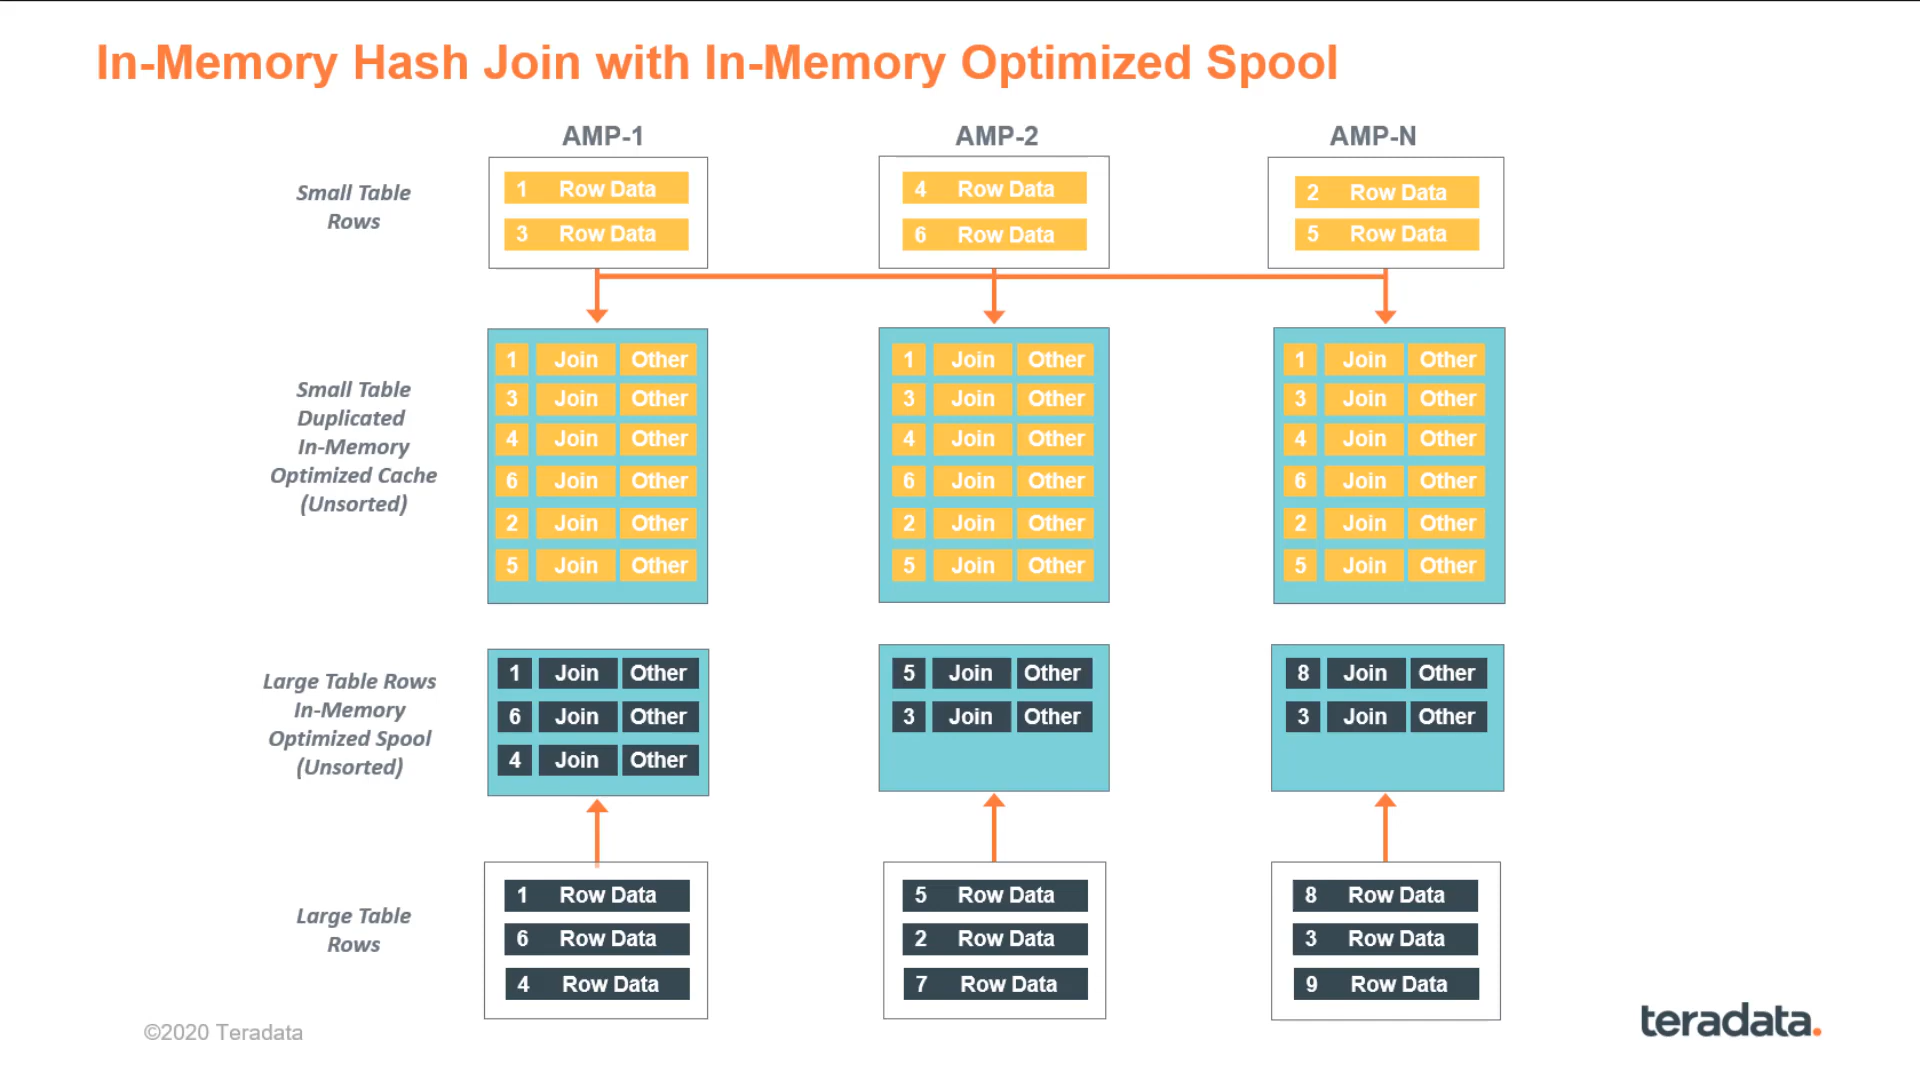 In-Memory Hash Join with In-Memory Optimized Spool
AMP-1 AMP-2 AMP-N
Small Table
Rows
1 Row Data 4 Row Data 2 Row Data
3 Row Data 6 Row Data 5 Row Data
Small Table
Duplicated
In-Memory
Optimized Cache
(Unsorted)
1 Join Other 1 Join Other 1 Join Other
3 Join Other 3 Join Other 3 Join Other
4 Join Other 4 Join Other 4 Join Other
6 Join Other 6 Join Other 6 Join Other
2 Join Other 2 Join Other 2 Join Other
5 Join Other 5 Join Other 5 Join Other
Large Table Rows
In-Memory
Optimized Spool
(Unsorted)
1 Join Other 5 Join Other 8 Join Other
6 Join Other 3 Join Other 3 Join Other
4 Join Other
Large Table
Rows
1 Row Data 5 Row Data 8 Row Data
6 Row Data 2 Row Data 3 Row Data
4 Row Data 7 Row Data 9 Row Data
©2020 Teradata
teradata.